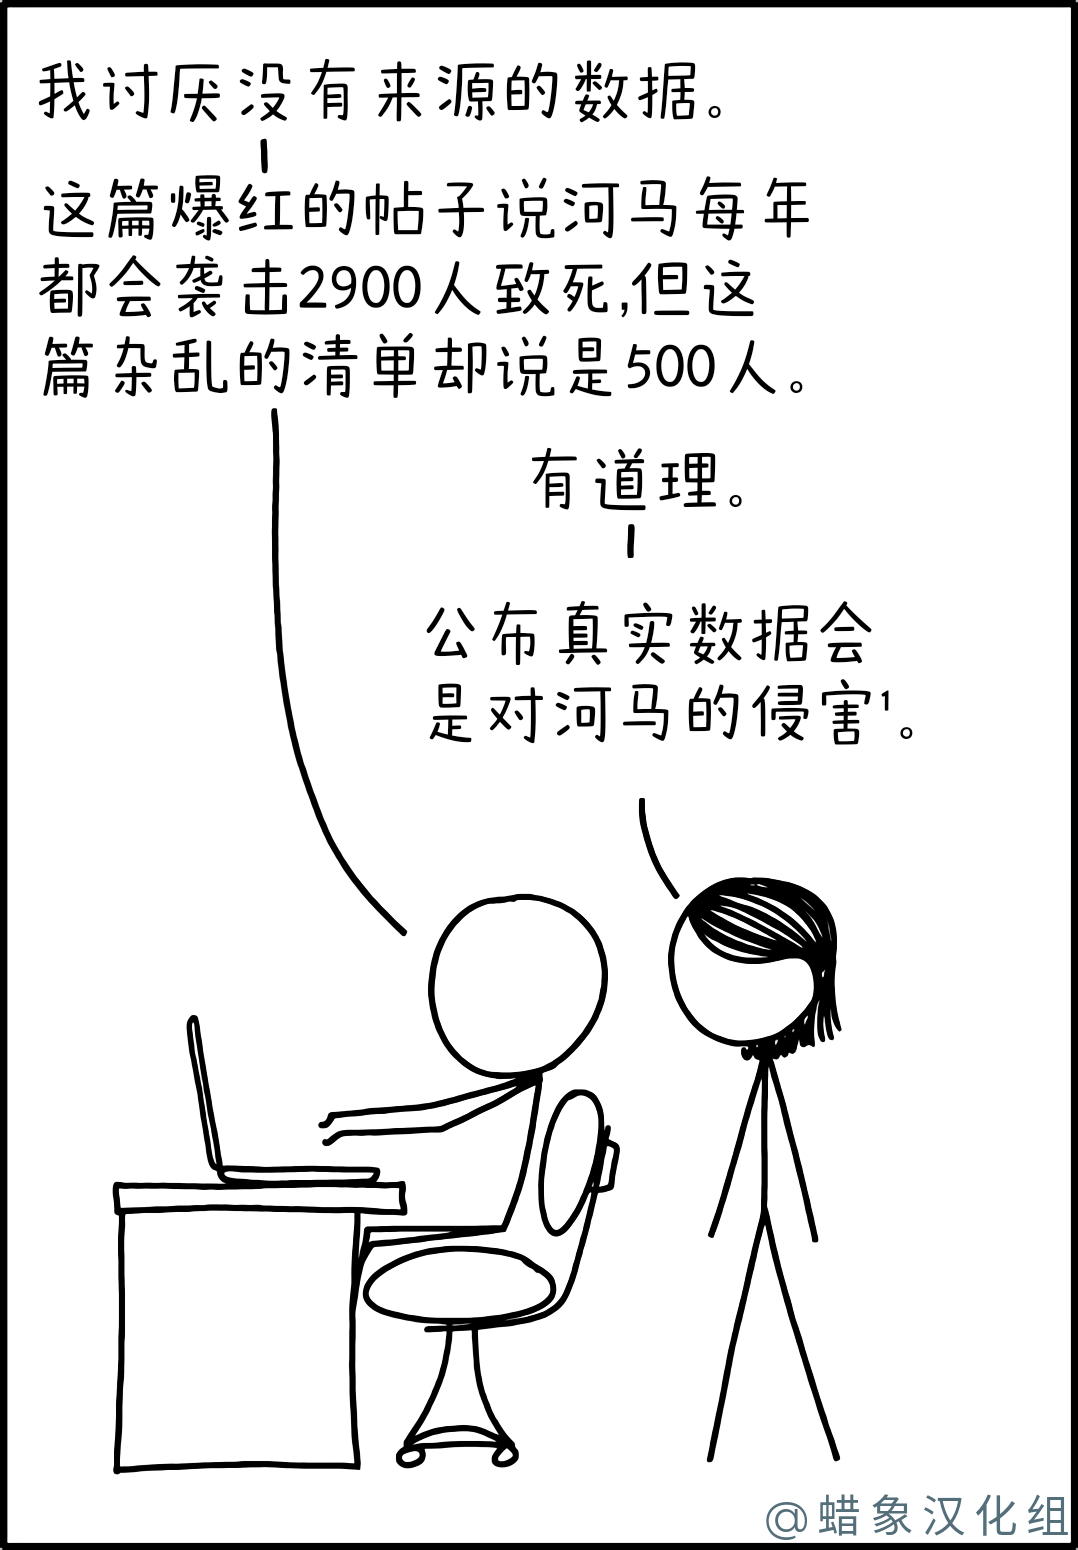 我讨厌没有来源的数据。
这篇爆红的帖子说河马每年
都会袭击2900人致死,但这
篇杂乱的清单却说是500人。
有道理。
公布真实数据会
是对河马的侵害¹。
@蜡象汉化组